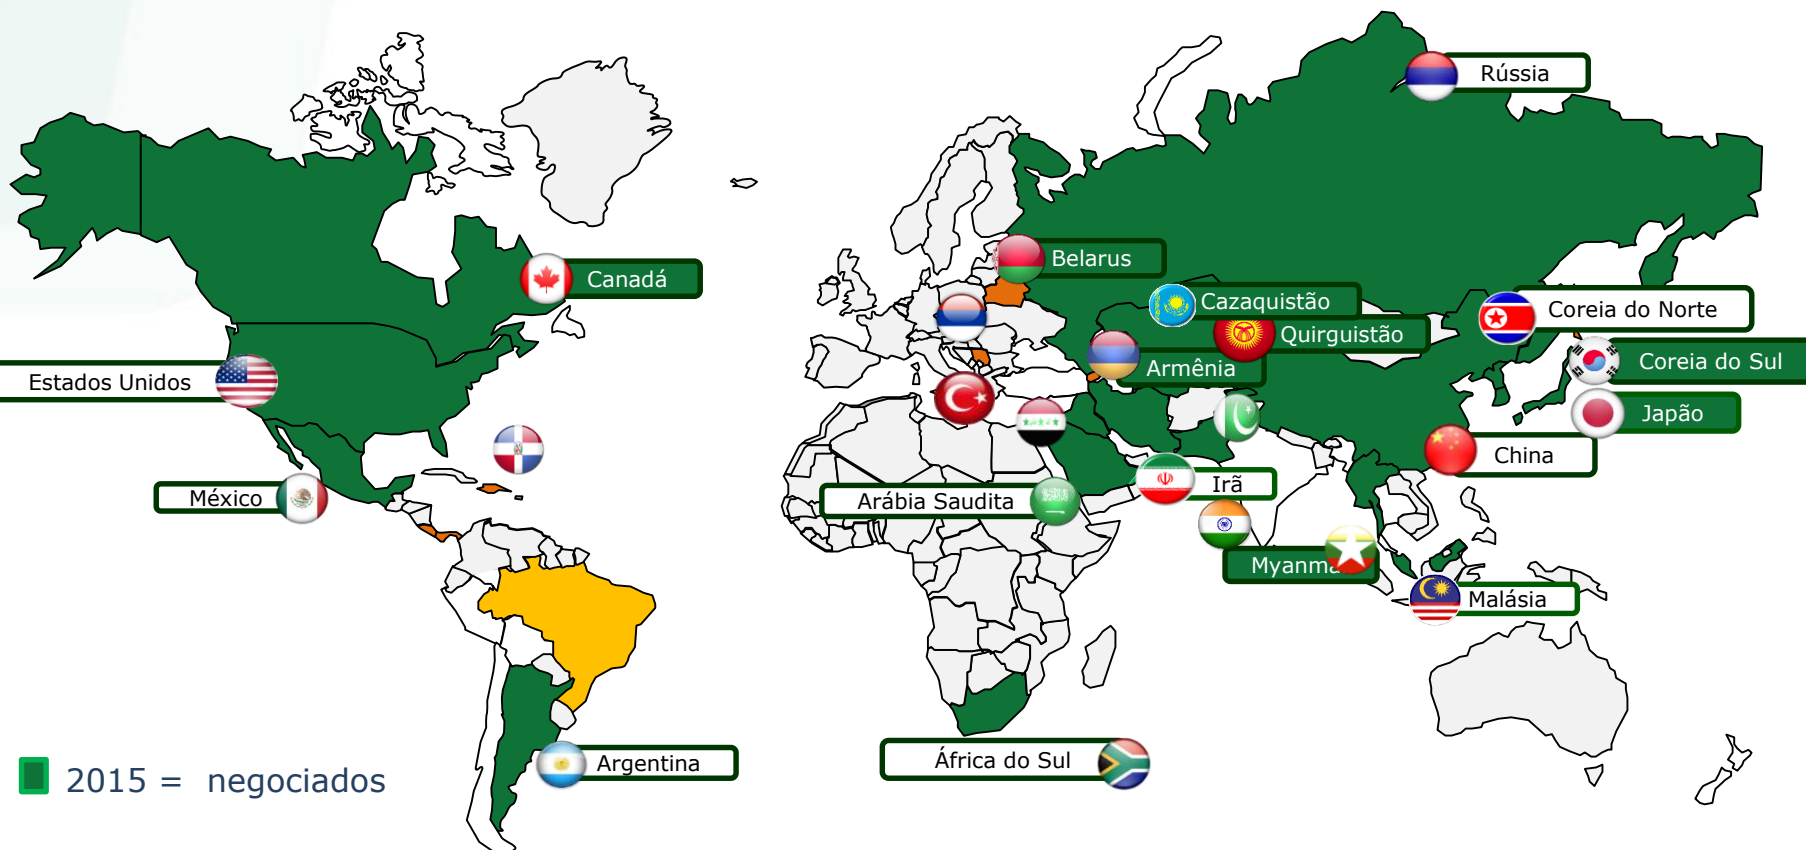 Rússia
Belarus
Canadá
Cazaquistão
Coreia do Norte
Quirguistão
Estados Unidos
Armênia
Coreia do Sul
Japão
China
México
Arábia Saudita
Irã
Myanma
Malásia
Argentina
África do Sul
2015 = negociados